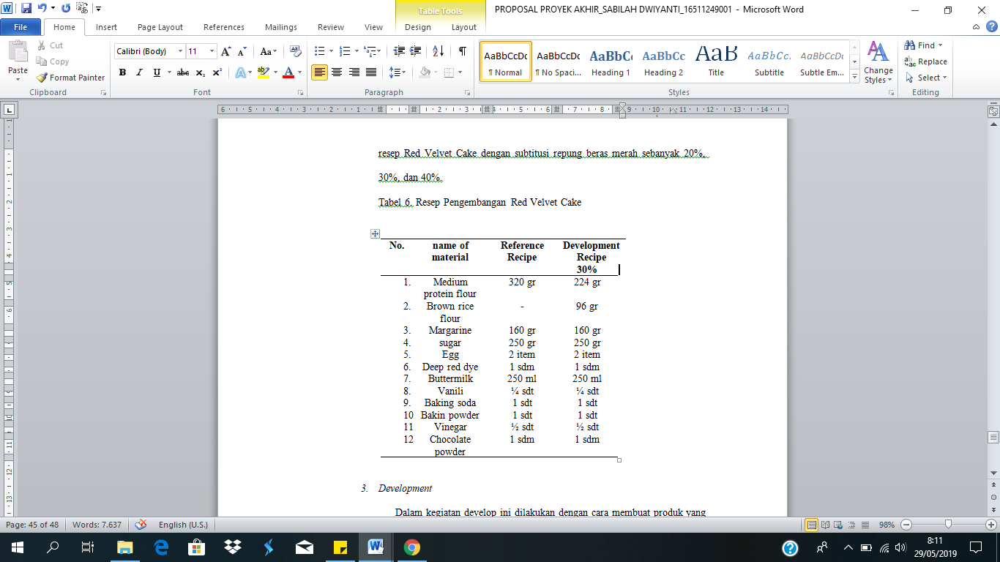 Table Tools
PROPOSAL PROYEK AKHIR_SABILAH DWIYANTI_16511249001 - Microsoft Word
File Home Insert Page Layout References Mailings Review View Design Layout
Paste
Cut
Copy
Format Painter
Clipboard
Calibri (Body) 11
Font
Paragraph
AaBbCcDc AaBbCcDc AaBbCc AaBbCc AaB AaBbCc. AaBbCcDc
¶ Normal ¶ No Spaci... Heading 1 Heading 2 Title Subtitle Subtle Em...
Change Styles
Styles
Find
Replace
Select
Editing
resep Red Velvet Cake dengan subtitusi repung beras merah sebanyak 20%,
30%, dan 40%.
Tabel 6. Resep Pengembangan Red Velvet Cake
No. name of Reference Development
material Recipe Recipe
30%
1. Medium 320 gr 224 gr
protein flour
2. Brown rice - 96 gr
flour
3. Margarine 160 gr 160 gr
4. sugar 250 gr 250 gr
5. Egg 2 item 2 item
6. Deep red dye 1 sdm 1 sdm
7. Buttermilk 250 ml 250 ml
8. Vanili ¼ sdt ¼ sdt
9. Baking soda 1 sdt 1 sdt
10 Bakin powder 1 sdt 1 sdt
11 Vinegar ½ sdt ½ sdt
12 Chocolate 1 sdm 1 sdm
powder
3. Development
Dalam kegiatan develop ini dilakukan dengan cara membuat produk yang
Page: 45 of 48 Words: 7.637 English (U.S.) 98%
8:11
29/05/2019